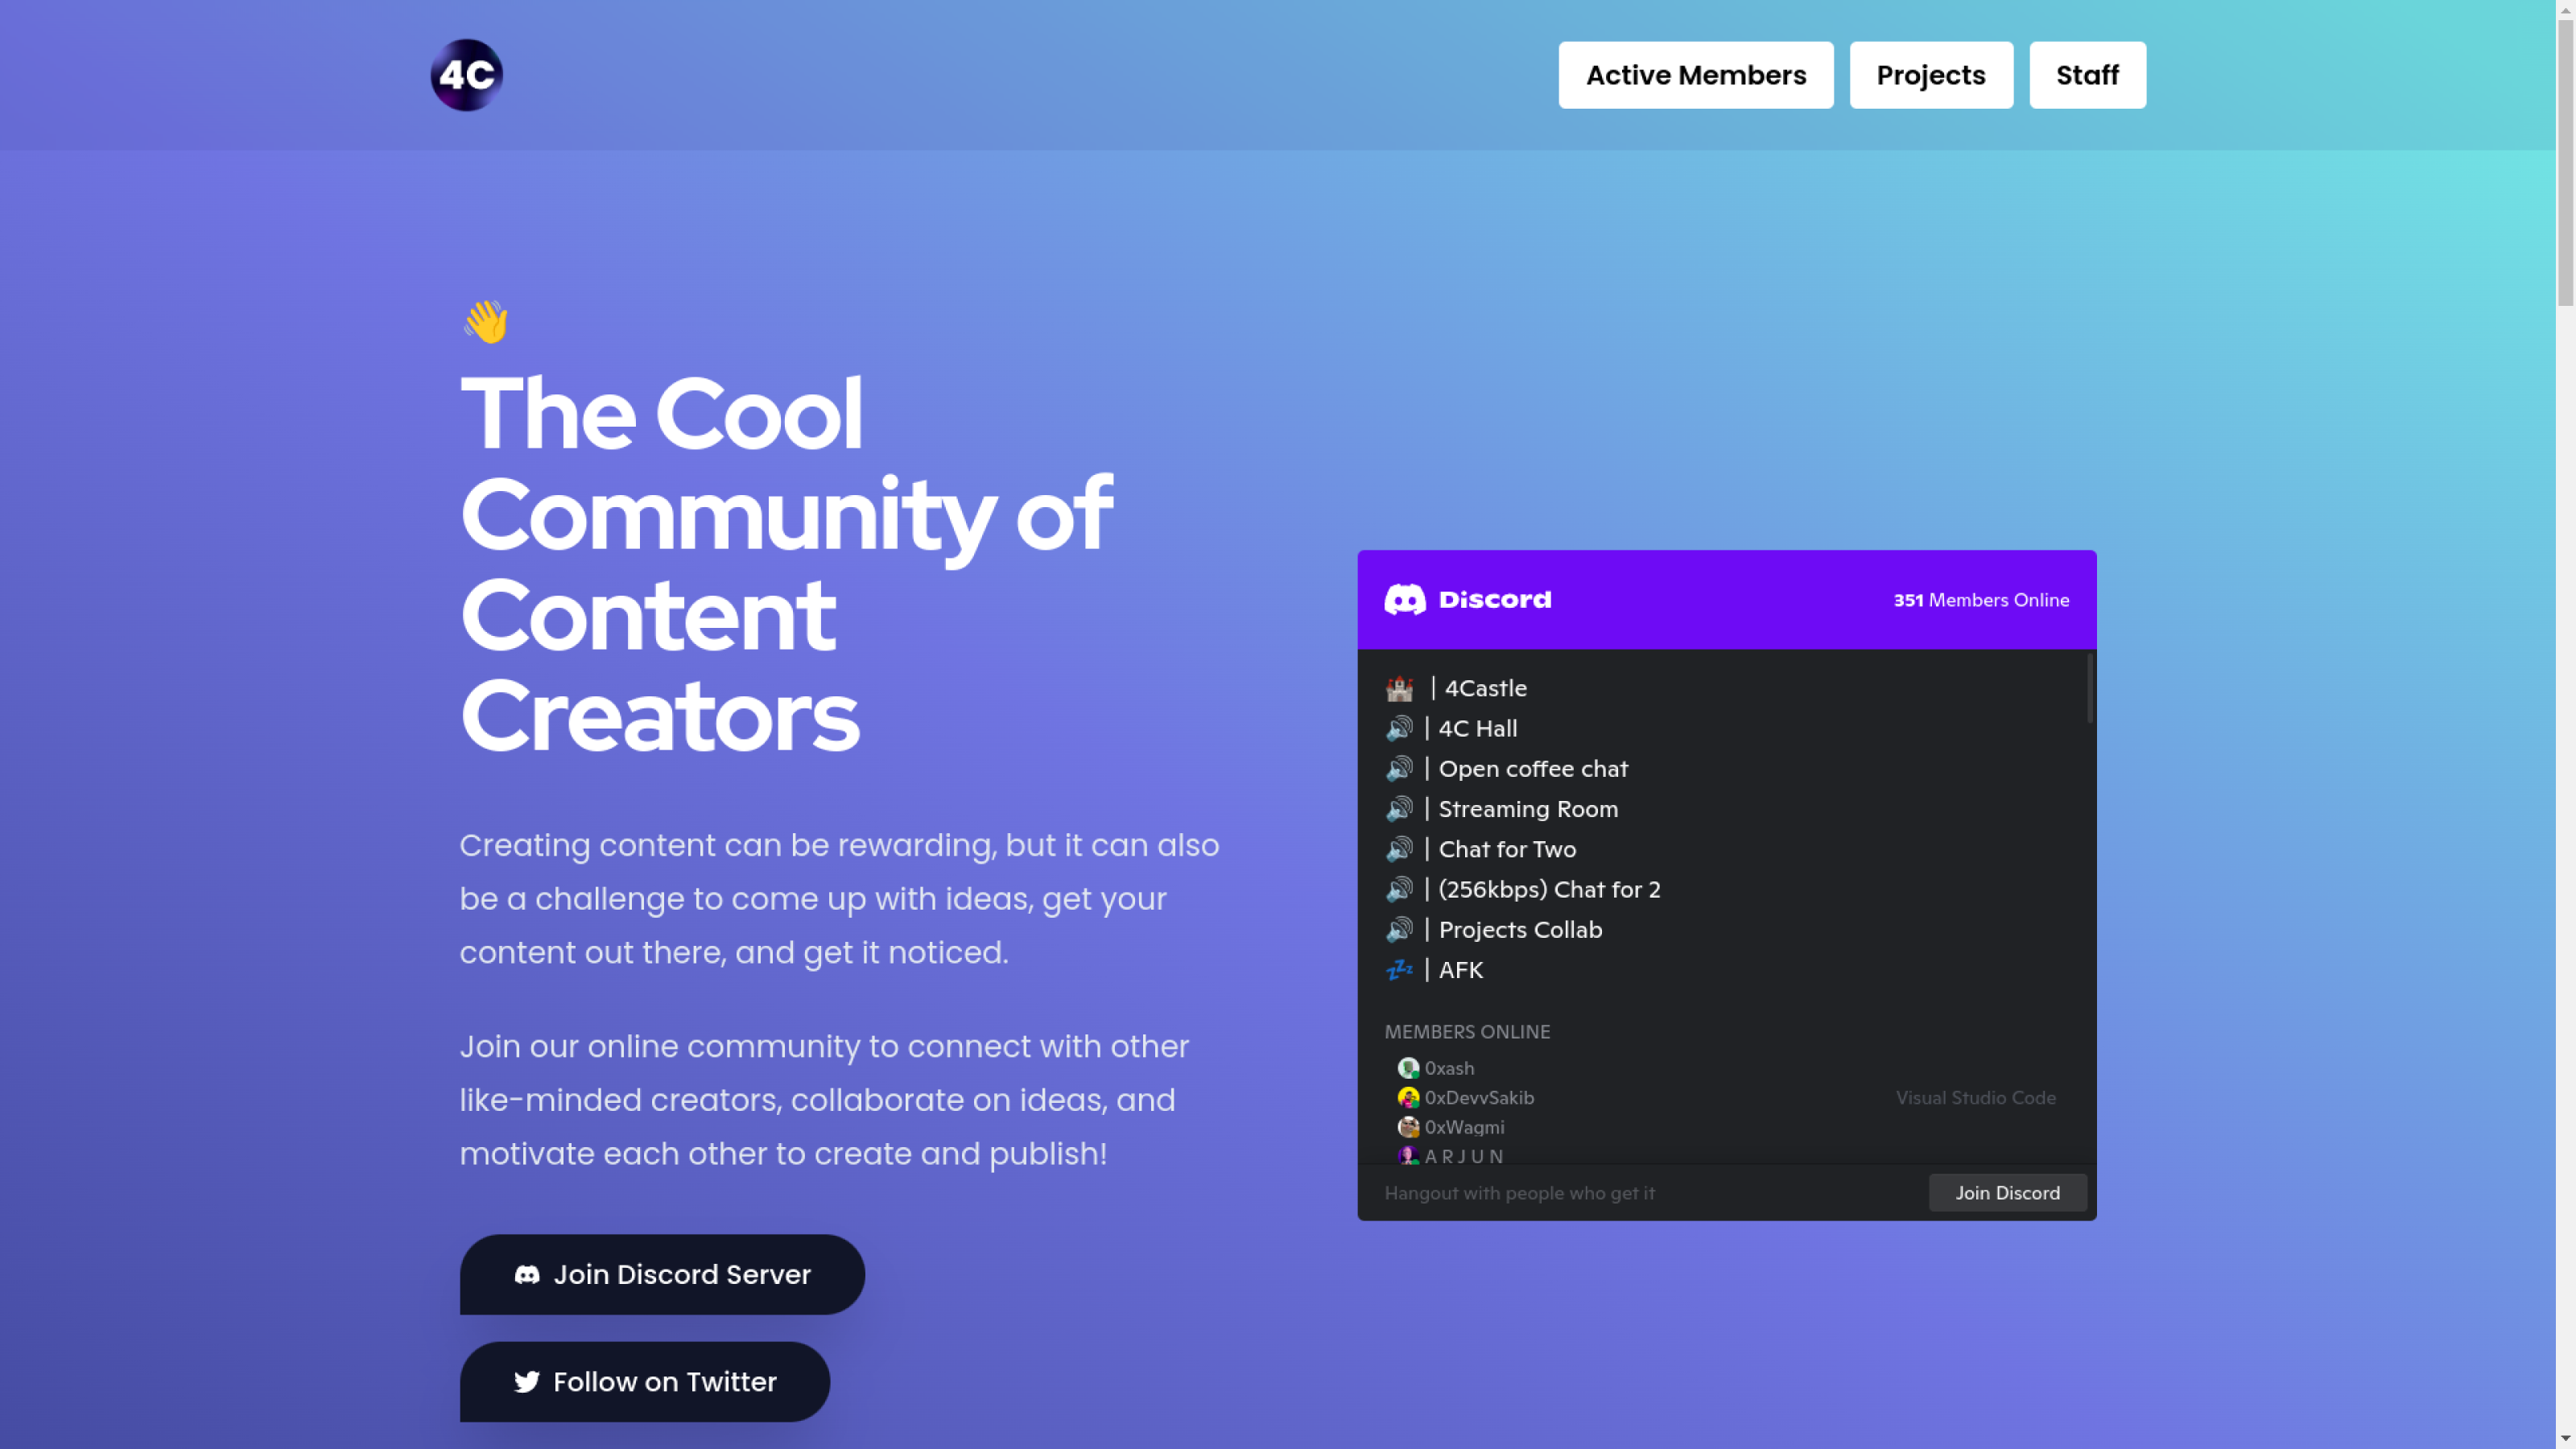 4C
Active Members
Projects
Staff
👋
The Cool
Community of
Content
Creators
Creating content can be rewarding, but it can also
be a challenge to come up with ideas, get your
content out there, and get it noticed.
Join our online community to connect with other
like-minded creators, collaborate on ideas, and
motivate each other to create and publish!
Join Discord Server
Follow on Twitter
Discord
351 Members Online
🏰 | 4Castle
🔊 | 4C Hall
🔊 | Open coffee chat
🔊 | Streaming Room
🔊 | Chat for Two
🔊 | (256kbps) Chat for 2
🔊 | Projects Collab
💤 | AFK
MEMBERS ONLINE
0xash
0xDevvSakib Visual Studio Code
0xWagmi
A R J U N
Hangout with people who get it
Join Discord